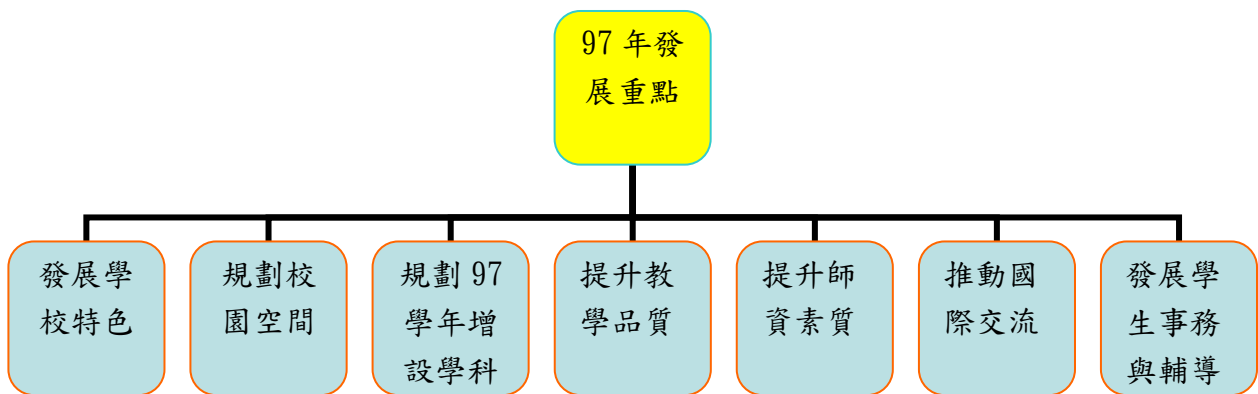 97 年發
展重點
發展學
校特色
規劃校
園空間
規劃 97
學年增
設學科
提升教
學品質
提升師
資素質
推動國
際交流
發展學
生事務
與輔導